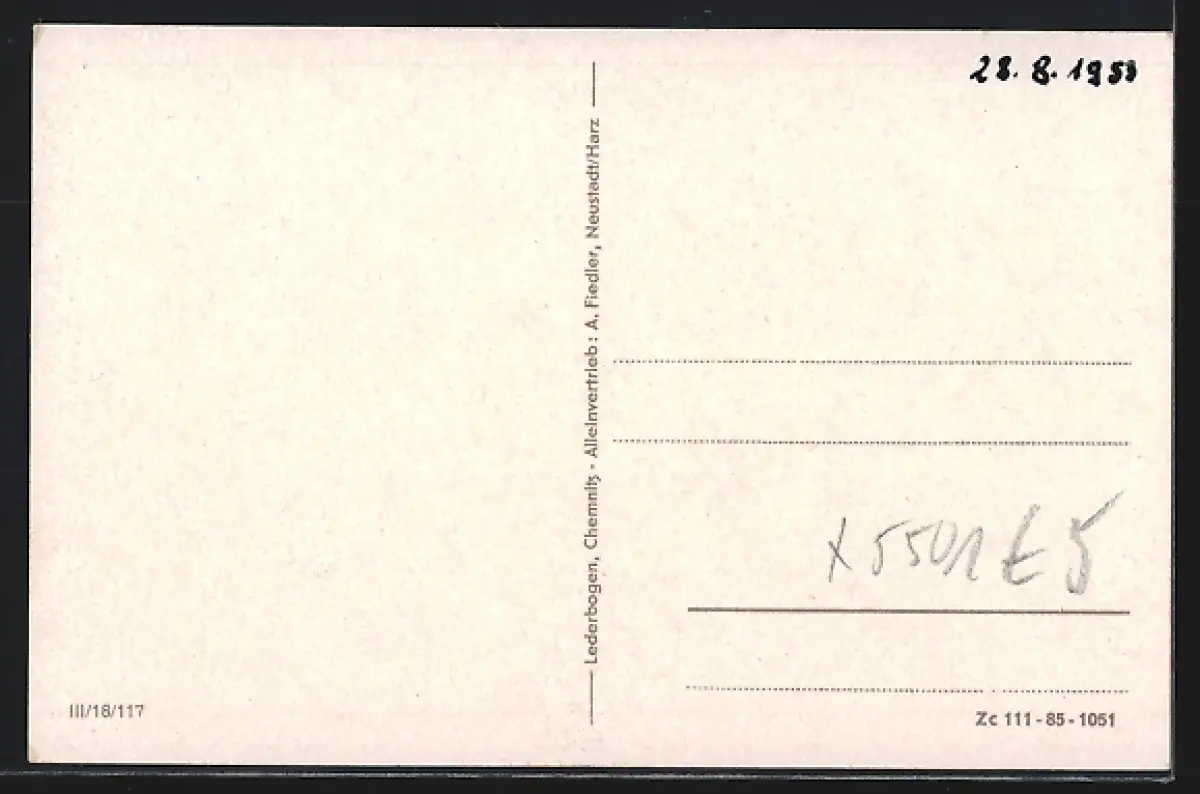 28. 8. 1953
Lederbogen, Chemnitz - Alleinvertrieb: A. Fiedler, Neustadt/Harz
X 5501 E 5
III/18/117
Zc 111 - 85 - 1051